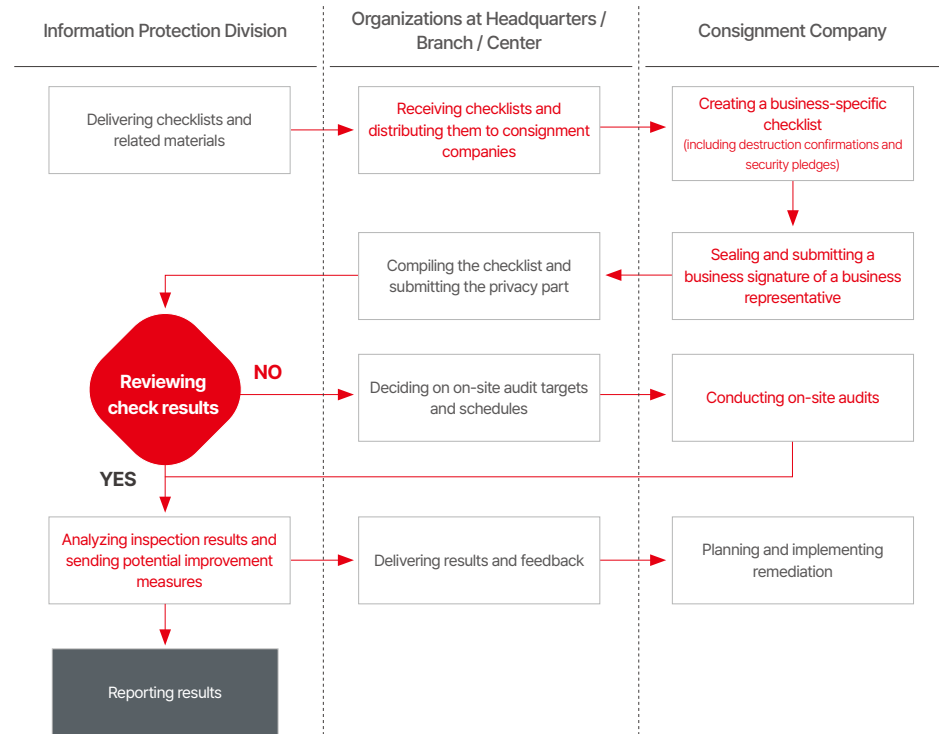 Information Protection Division
Organizations at Headquarters /
Branch / Center
Consignment Company
Delivering checklists and
related materials
Receiving checklists and
distributing them to consignment
companies
Creating a business-specific
checklist
(including destruction confirmations and
security pledges)
Compiling the checklist and
submitting the privacy part
Sealing and submitting a
business signature of a business
representative
Reviewing
check results
NO
Deciding on on-site audit targets
and schedules
Conducting on-site audits
YES
Analyzing inspection results and
sending potential improvement
measures
Delivering results and feedback
Planning and implementing
remediation
Reporting results